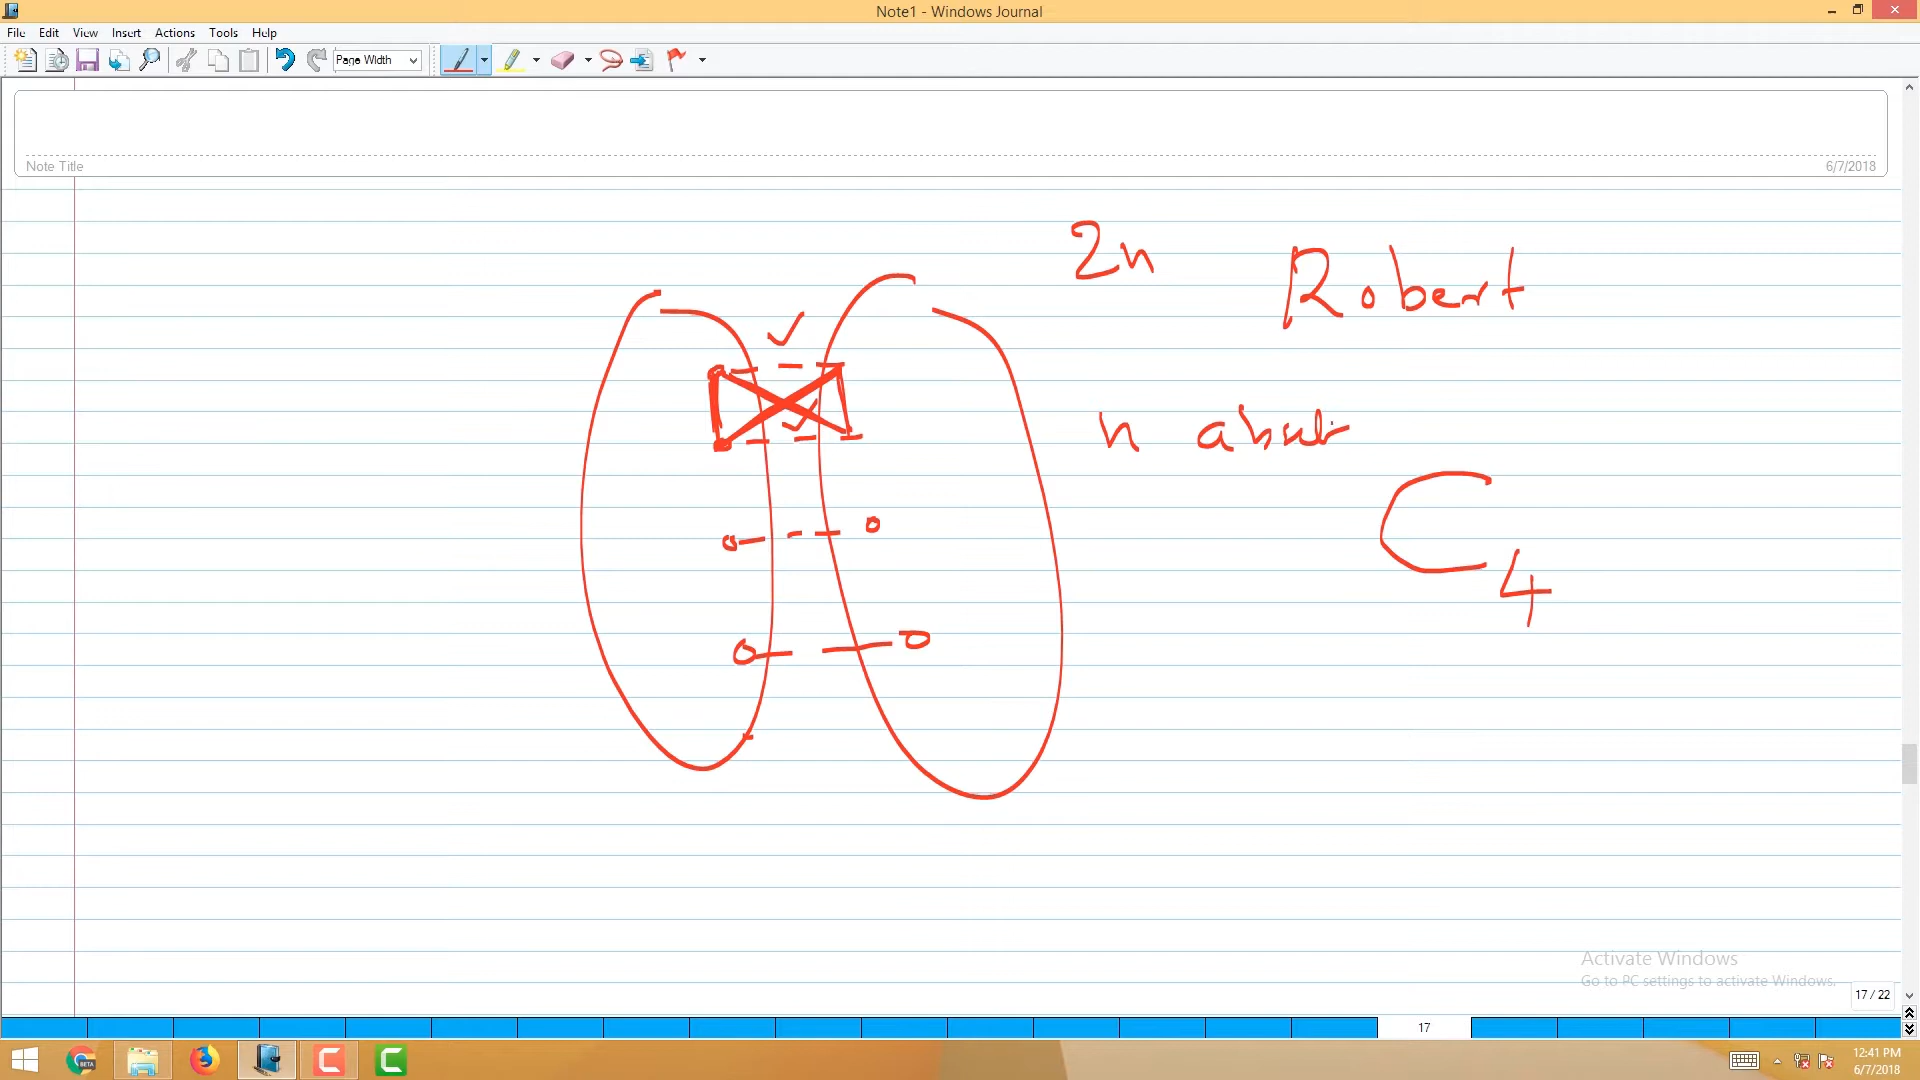 Note1 - Windows Journal
File Edit View Insert Actions Tools Help
Page Width
Note Title
6/7/2018
2n
Robert
n
C4
Activate Windows
Go to PC settings to activate Windows.
17 / 22
17
BETA
12:41 PM
6/7/2018